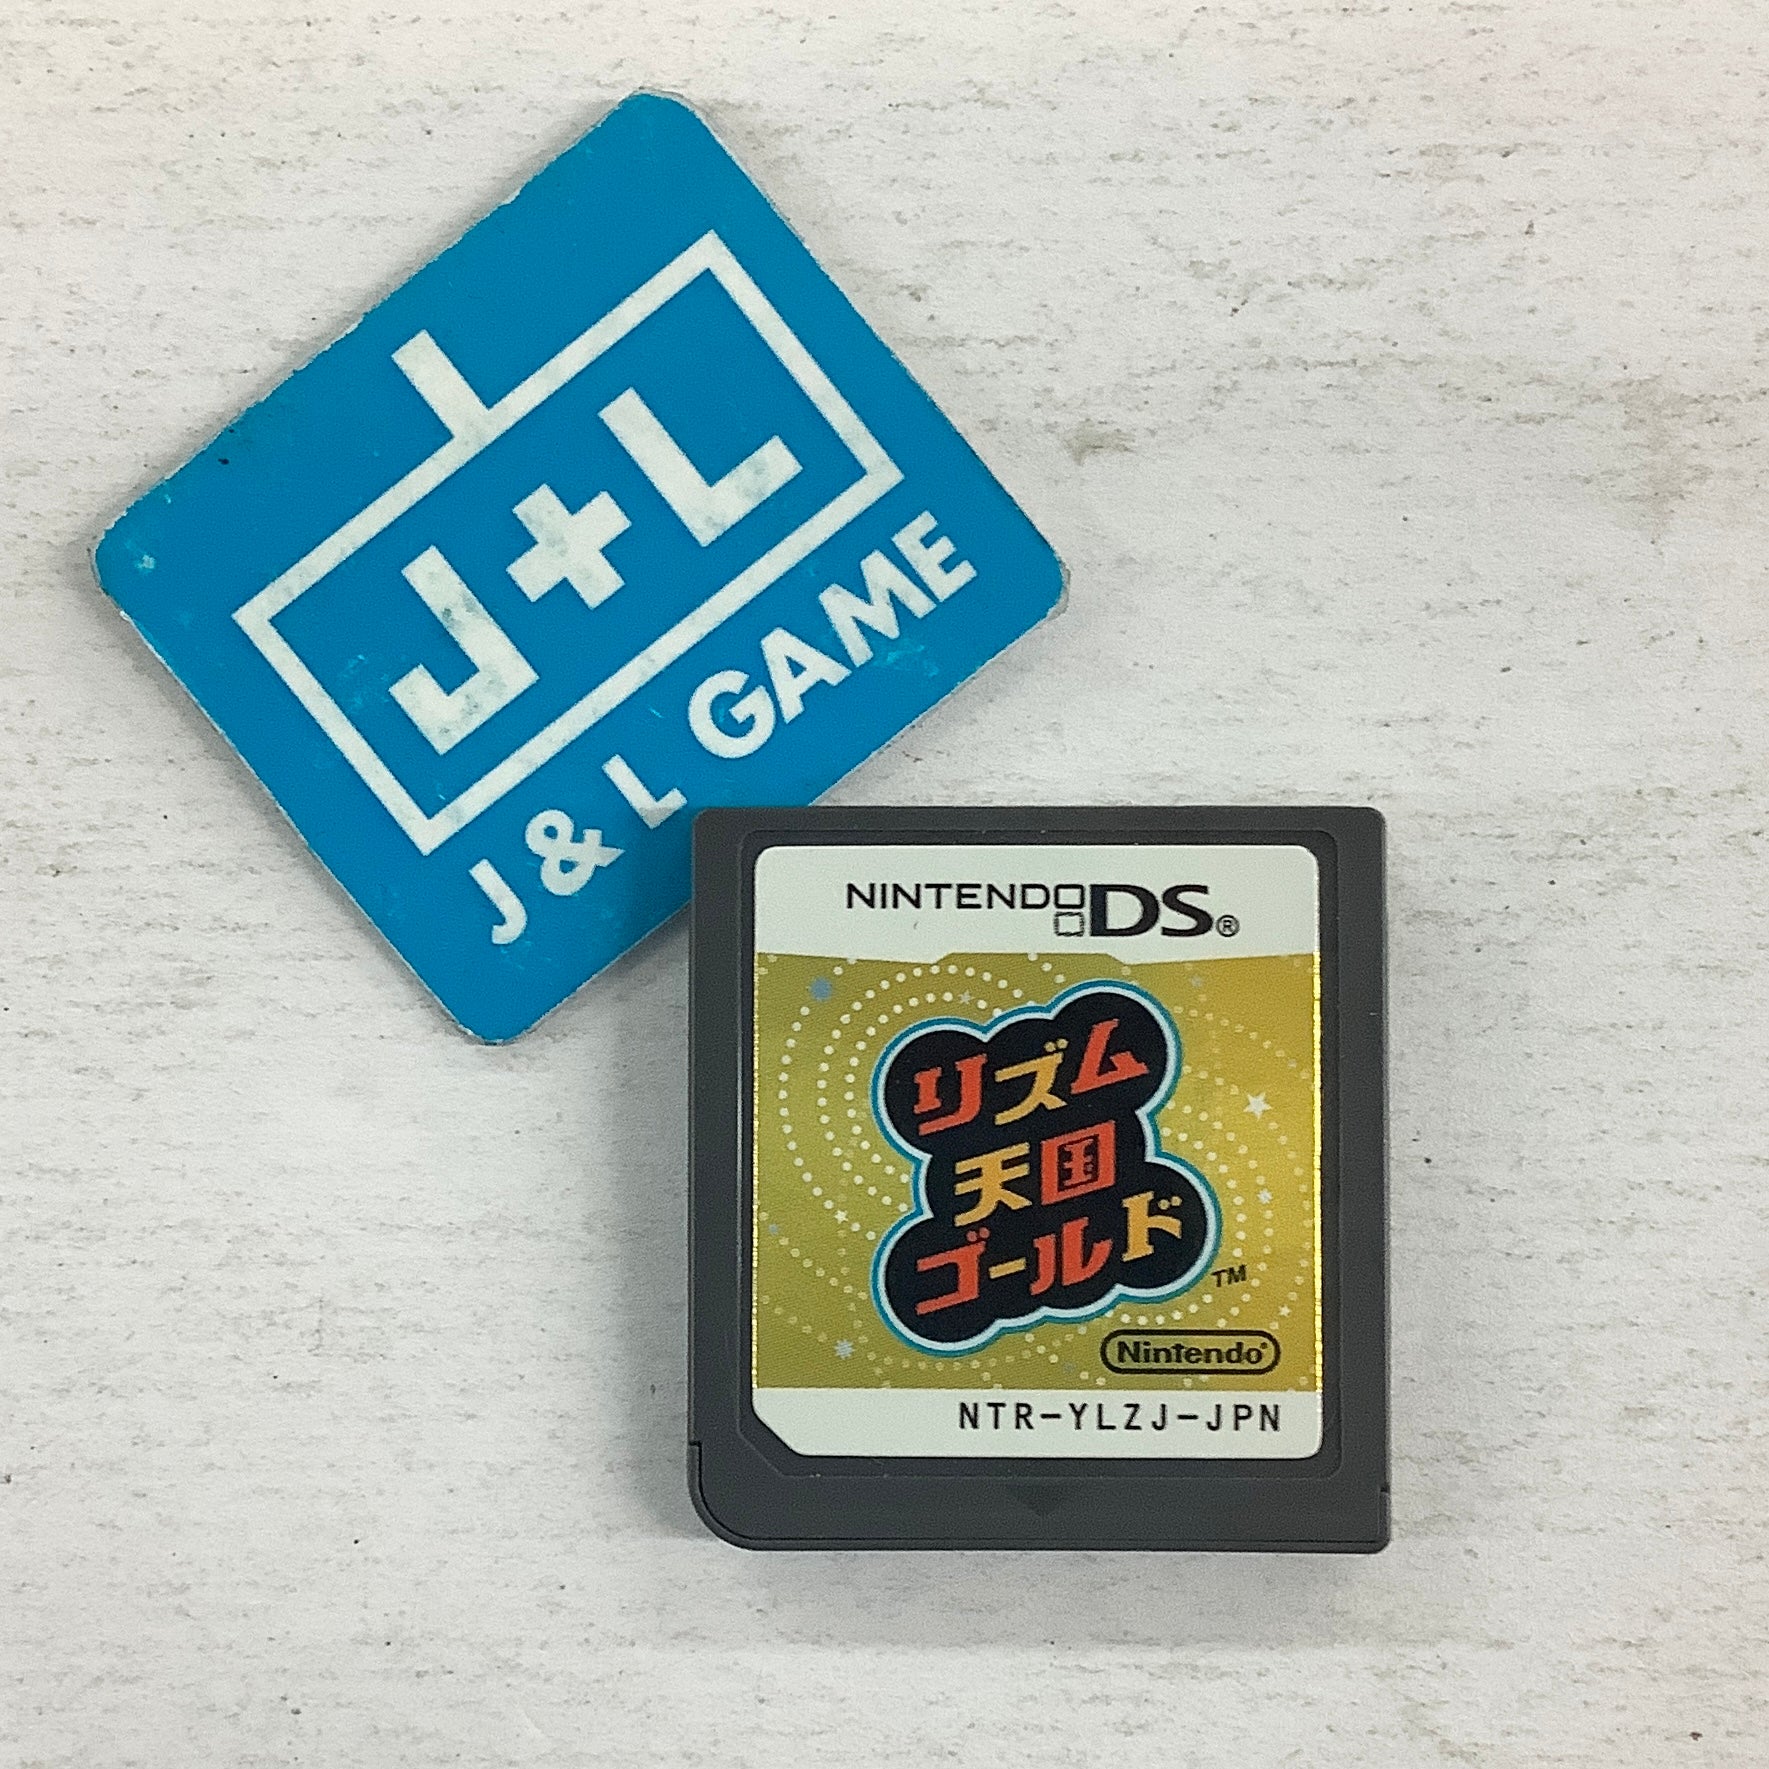 J+L
J & L GAME
NINTENDO DS®
リズム
天国
ゴールド
TM
Nintendo®
NTR-YLZJ-JPN